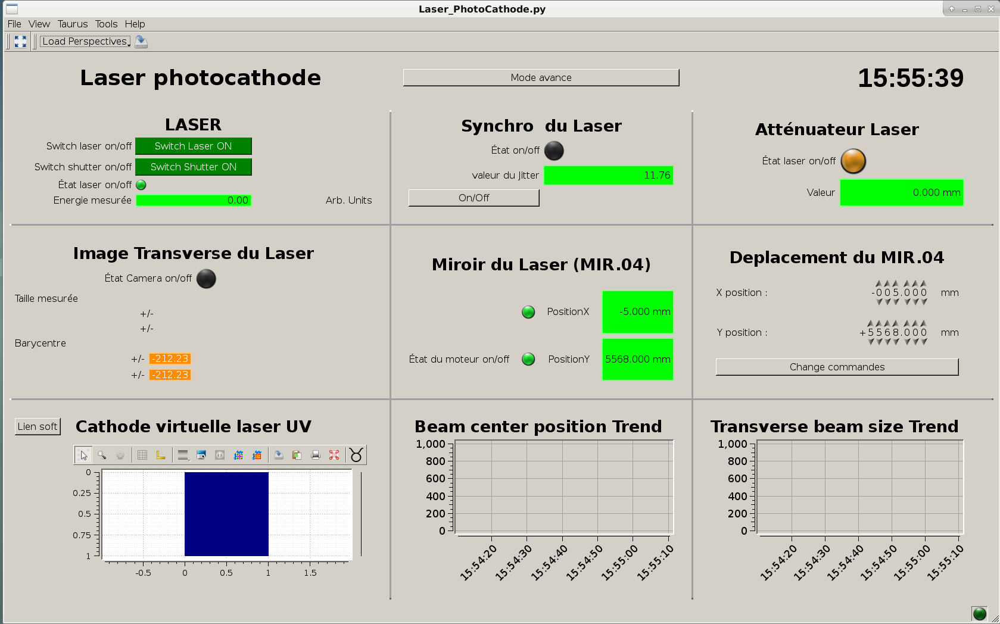 Laser_PhotoCathode.py
File View Taurus Tools Help
Load Perspectives
Laser photocathode
Mode avance
15:55:39
LASER
Switch laser on/off Switch Laser ON
Switch shutter on/off Switch Shutter ON
État laser on/off
Energie mesurée 0.00 Arb. Units
Synchro du Laser
État on/off
valeur du Jitter 11.76
On/Off
Atténuateur Laser
État laser on/off
Valeur 0.000 mm
Image Transverse du Laser
État Camera on/off
Taille mesurée
+/-
+/-
Barycentre
+/- -212.23
+/- -212.23
Miroir du Laser (MIR.04)
PositionX -5.000 mm
État du moteur on/off PositionY 5568.000 mm
Deplacement du MIR.04
X position : -005.000 mm
Y position : +5568.000 mm
Change commandes
Lien soft
Cathode virtuelle laser UV
0
0.25
0.5
0.75
1
-0.5 0 0.5 1 1.5
Beam center position Trend
1,000
800
600
400
200
0
15:54:20 15:54:30 15:54:40 15:54:50 15:55:00 15:55:10
Transverse beam size Trend
1,000
800
600
400
200
0
15:54:20 15:54:30 15:54:40 15:54:50 15:55:00 15:55:10